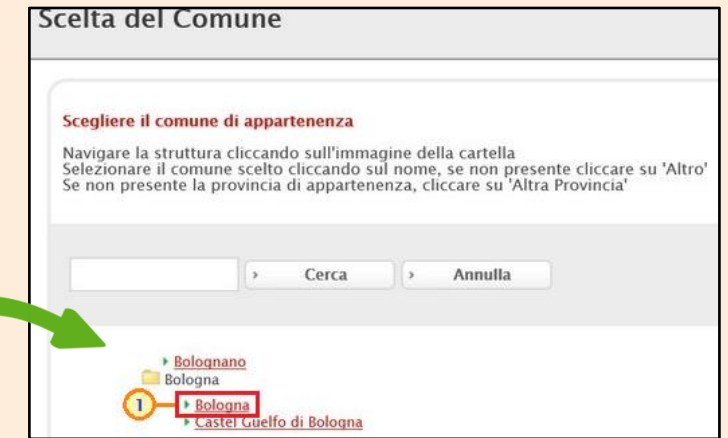 Scelta del Comune
Scegliere il comune di appartenenza
Navigare la struttura cliccando sull'immagine della cartella
Selezionare il comune scelto cliccando sul nome, se non presente cliccare su 'Altro'
Se non presente la provincia di appartenenza, cliccare su 'Altra Provincia'
Cerca Annulla
Bolognano
Bologna
1 Bologna
Castel Guelfo di Bologna